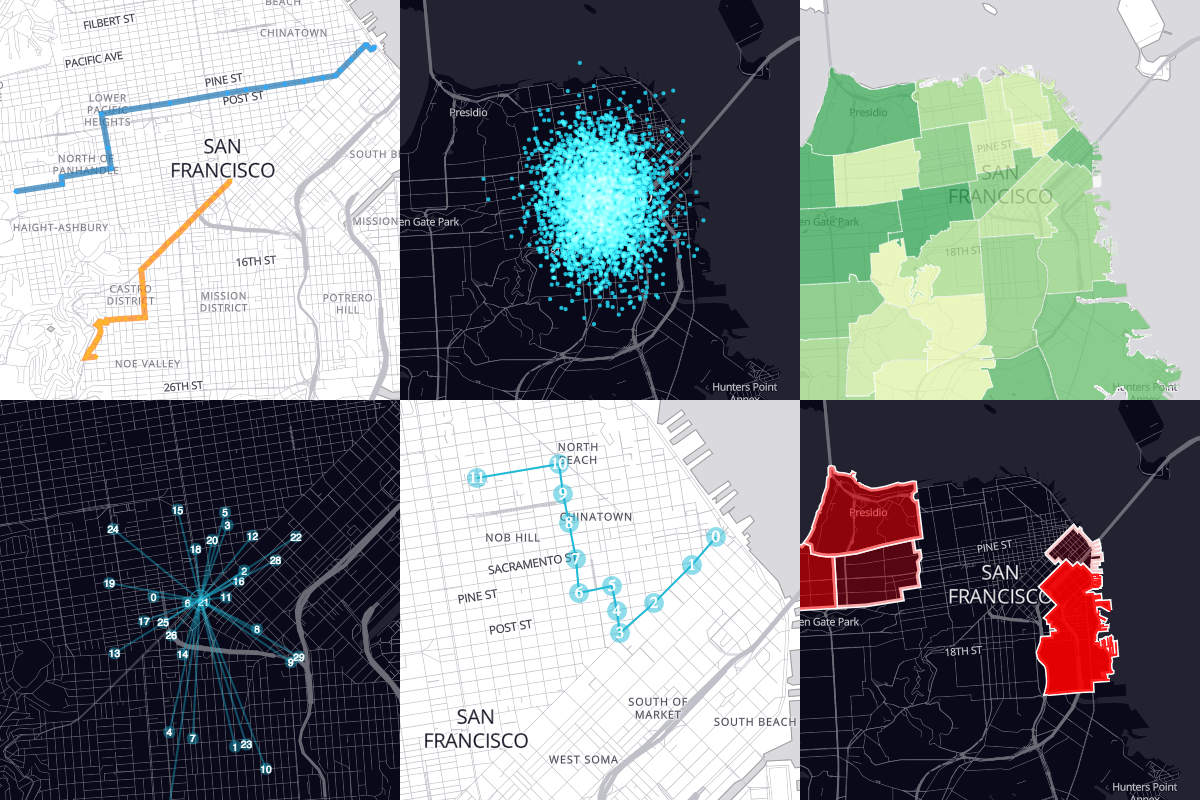 BEACH
FILBERT ST
CHINATOWN
PACIFIC AVE
PINE ST
POST ST
LOWER
PACIFIC
HEIGHTS
SAN
FRANCISCO
NORTH OF
PANHANDLE
SOUTH B
HAIGHT-ASHBURY
MISSION
16TH ST
CASTRO
DISTRICT
MISSION
DISTRICT
POTRERO
HILL
NOE VALLEY
26TH ST
Presidio
en Gate Park
Hunters Point
Annex
Presidio
PINE ST
SAN
FRANCISCO
en Gate Park
18TH ST
Hunters Point
Annex
15
5
24
3
12
22
20
18
28
2
19
16
0
11
6
21
17
25
8
26
13
14
29
9
4
7
1
23
10
NORTH
BEACH
10
11
9
CHINATOWN
8
0
NOB HILL
SACRAMENTO ST
7
1
PINE ST
6
5
2
4
POST ST
3
SOUTH OF
MARKET
SAN
FRANCISCO
SOUTH BEACH
WEST SOMA
Presidio
PINE ST
SAN
FRANCISCO
en Gate Park
18TH ST
Hunters Point
Annex